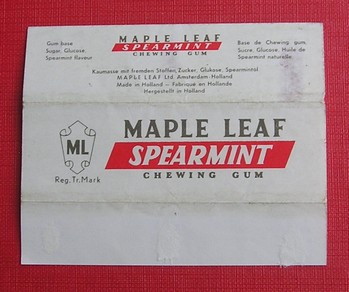 Gum base
Sugar, Glucose,
Spearmint flavour
MAPLE LEAF
SPEARMINT
CHEWING GUM
Base de Chewing gum,
Sucre, Glucose, Huile de
Spearmint naturelle
Kaumasse mit fremden Stoffen, Zucker, Glukose, Spearmintöl
MAPLE LEAF Ltd. Amsterdam-Holland
Made in Holland – Fabriqué en Hollande
Hergestellt in Holland
ML
Reg. Tr. Mark
MAPLE LEAF
SPEARMINT
CHEWING GUM